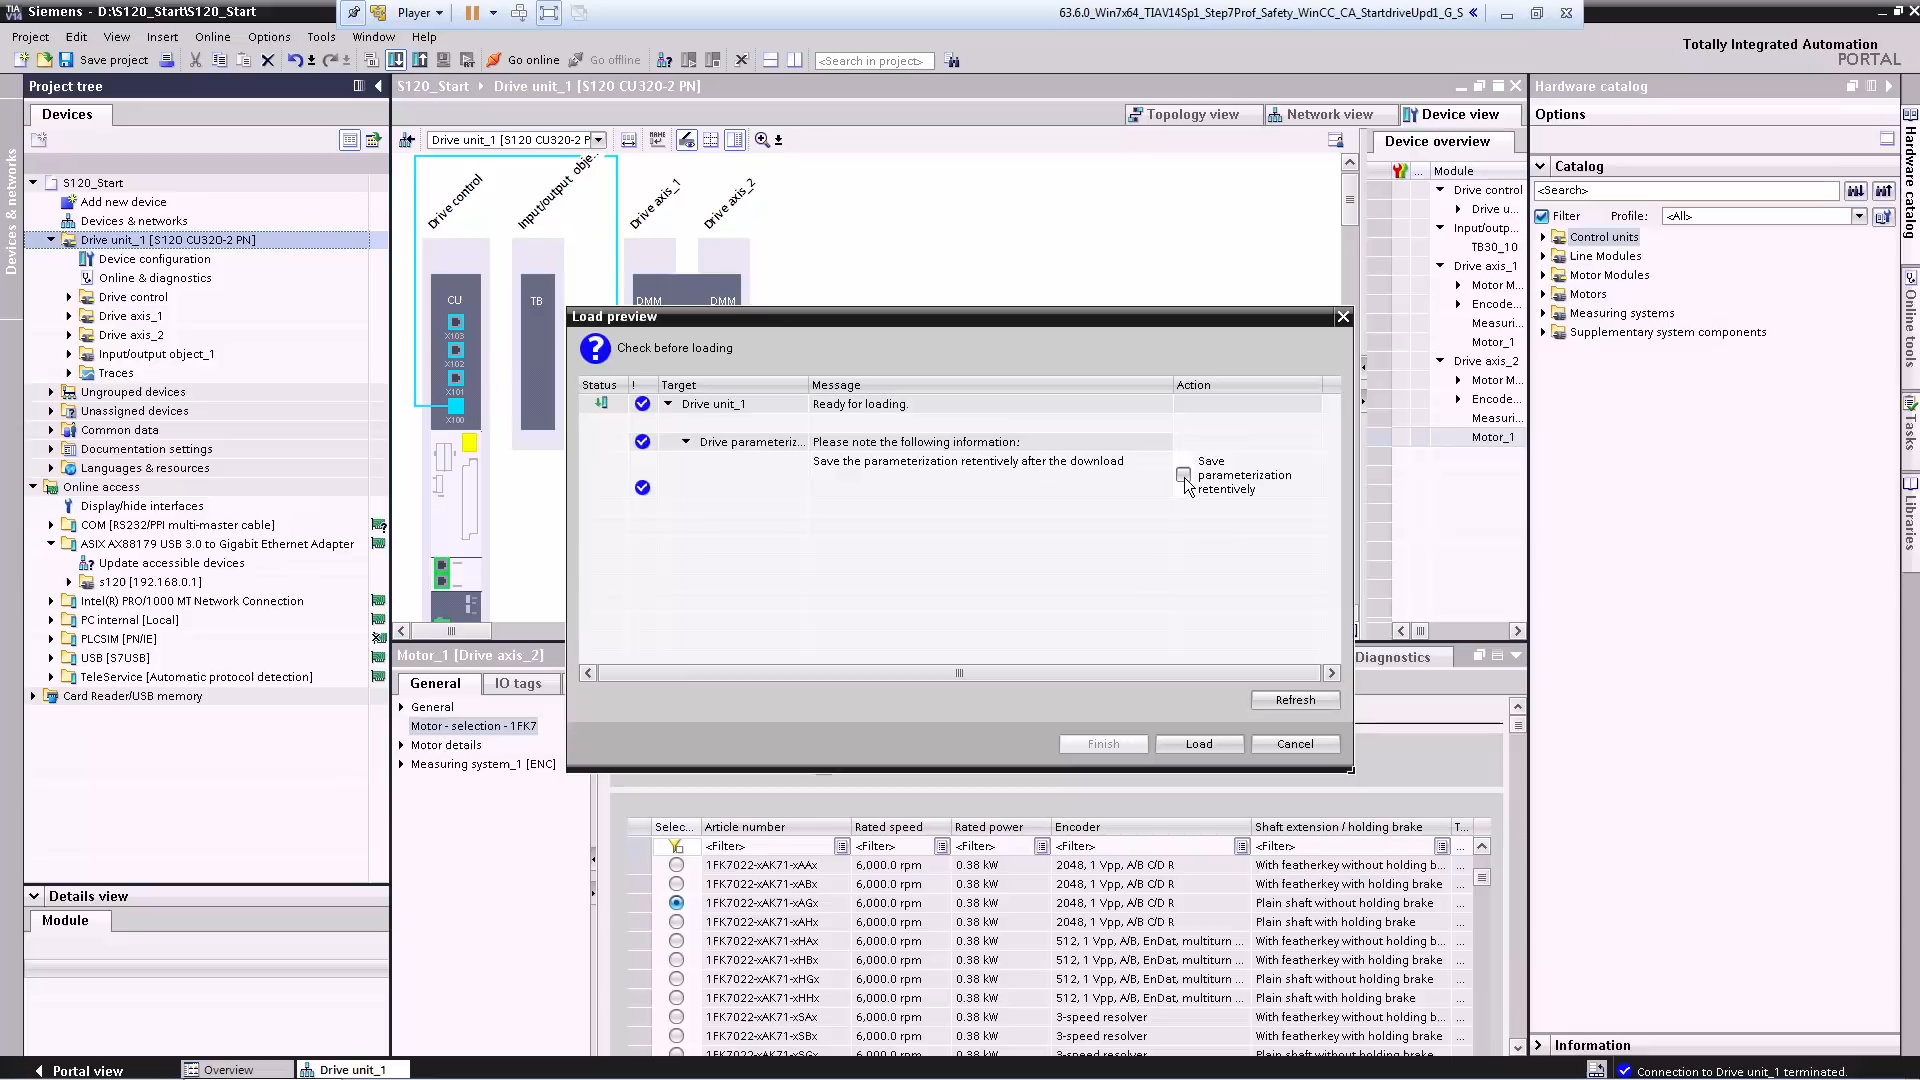 Siemens - D:\S120_Start\S120_Start
Player
63.6.0_Win7x64_TIAV14Sp1_Step7Prof_Safety_WinCC_CA_StartdriveUpd1_G_S
Project Edit View Insert Online Options Tools Window Help
Totally Integrated Automation
PORTAL
Save project
Go online
Go offline
<Search in project>
Project tree
S120_Start › Drive unit_1 [S120 CU320-2 PN]
Hardware catalog
Devices
Topology view
Network view
Device view
Options
Drive unit_1 [S120 CU320-2 P
Device overview
Devices & networks
Hardware catalog
Online tools
Tasks
Libraries
S120_Start
Add new device
Devices & networks
Drive unit_1 [S120 CU320-2 PN]
Device configuration
Online & diagnostics
Drive control
Drive axis_1
Drive axis_2
Input/output object_1
Traces
Ungrouped devices
Unassigned devices
Common data
Documentation settings
Languages & resources
Online access
Display/hide interfaces
COM [RS232/PPI multi-master cable]
ASIX AX88179 USB 3.0 to Gigabit Ethernet Adapter
Update accessible devices
s120 [192.168.0.1]
Intel(R) PRO/1000 MT Network Connection
PC internal [Local]
PLCSIM [PN/IE]
USB [S7USB]
TeleService [Automatic protocol detection]
Card Reader/USB memory
Drive control
Input/output obje...
Drive axis_1
Drive axis_2
CU
TB
DMM
DMM
X103
X102
X101
X100
... Module
Drive control
Drive u...
Input/outp...
TB30_10
Drive axis_1
Motor M...
Encode...
Measuri...
Motor_1
Drive axis_2
Motor M...
Encode...
Measuri...
Motor_1
Catalog
<Search>
Filter Profile: <All>
Control units
Line Modules
Motor Modules
Motors
Measuring systems
Supplementary system components
Load preview
Check before loading
Status ! Target Message Action
Drive unit_1 Ready for loading.
Drive parameteriz... Please note the following information:
Save the parameterization retentively after the download
Save
parameterization
retentively
Refresh
Finish Load Cancel
Motor_1 [Drive axis_2]
Diagnostics
General IO tags
General
Motor - selection - 1FK7
Motor details
Measuring system_1 [ENC]
Selec... Article number Rated speed Rated power Encoder Shaft extension / holding brake T...
<Filter> <Filter> <Filter> <Filter> <Filter> ...
1FK7022-xAK71-xAAx 6,000.0 rpm 0.38 kW 2048, 1 Vpp, A/B C/D R With featherkey without holding b... ...
1FK7022-xAK71-xABx 6,000.0 rpm 0.38 kW 2048, 1 Vpp, A/B C/D R With featherkey with holding brake ...
1FK7022-xAK71-xAGx 6,000.0 rpm 0.38 kW 2048, 1 Vpp, A/B C/D R Plain shaft without holding brake ...
1FK7022-xAK71-xAHx 6,000.0 rpm 0.38 kW 2048, 1 Vpp, A/B C/D R Plain shaft with holding brake ...
1FK7022-xAK71-xHAx 6,000.0 rpm 0.38 kW 512, 1 Vpp, A/B, EnDat, multiturn ... With featherkey without holding b... ...
1FK7022-xAK71-xHBx 6,000.0 rpm 0.38 kW 512, 1 Vpp, A/B, EnDat, multiturn ... With featherkey with holding brake ...
1FK7022-xAK71-xHGx 6,000.0 rpm 0.38 kW 512, 1 Vpp, A/B, EnDat, multiturn ... Plain shaft without holding brake ...
1FK7022-xAK71-xHHx 6,000.0 rpm 0.38 kW 512, 1 Vpp, A/B, EnDat, multiturn ... Plain shaft with holding brake ...
1FK7022-xAK71-xSAx 6,000.0 rpm 0.38 kW 3-speed resolver With featherkey without holding b... ...
1FK7022-xAK71-xSBx 6,000.0 rpm 0.38 kW 3-speed resolver With featherkey with holding brake ...
Details view
Module
Information
Portal view
Overview
Drive unit_1
Connection to Drive unit_1 terminated.